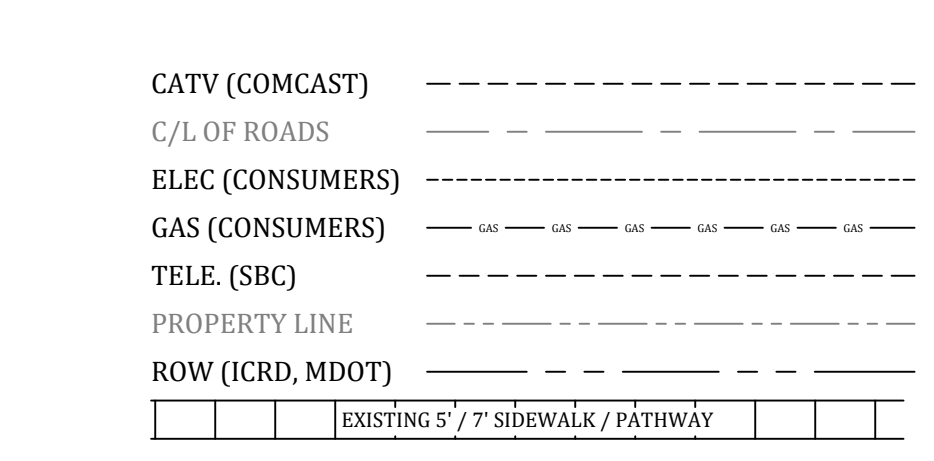 CATV (COMCAST)
C/L OF ROADS
ELEC (CONSUMERS)
GAS (CONSUMERS) GAS GAS GAS GAS GAS GAS
TELE. (SBC)
PROPERTY LINE
ROW (ICRD, MDOT)
EXISTING 5' / 7' SIDEWALK / PATHWAY